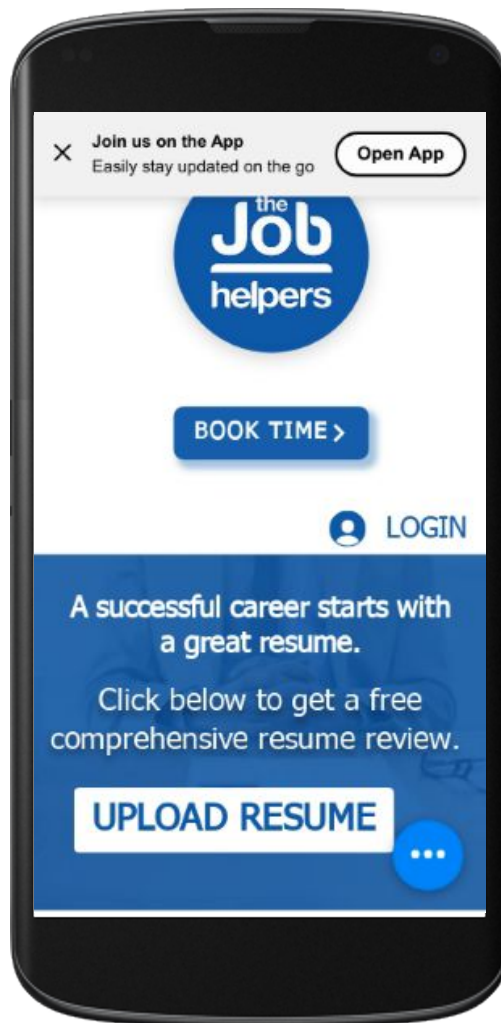 Join us on the App
Easily stay updated on the go
Open App
the
Job
helpers
BOOK TIME
LOGIN
A successful career starts with
a great resume.
Click below to get a free
comprehensive resume review.
UPLOAD RESUME